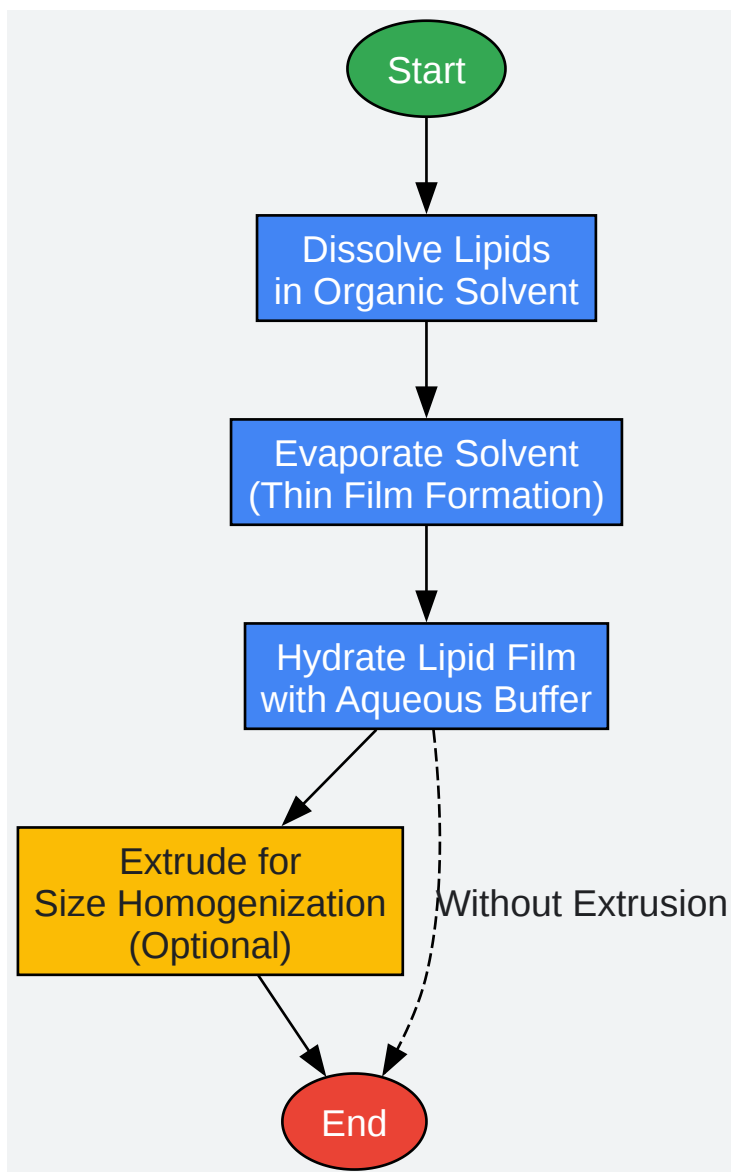 Start
Dissolve Lipids
in Organic Solvent
Evaporate Solvent
(Thin Film Formation)
Hydrate Lipid Film
with Aqueous Buffer
Extrude for
Size Homogenization
(Optional)
Without Extrusion
End